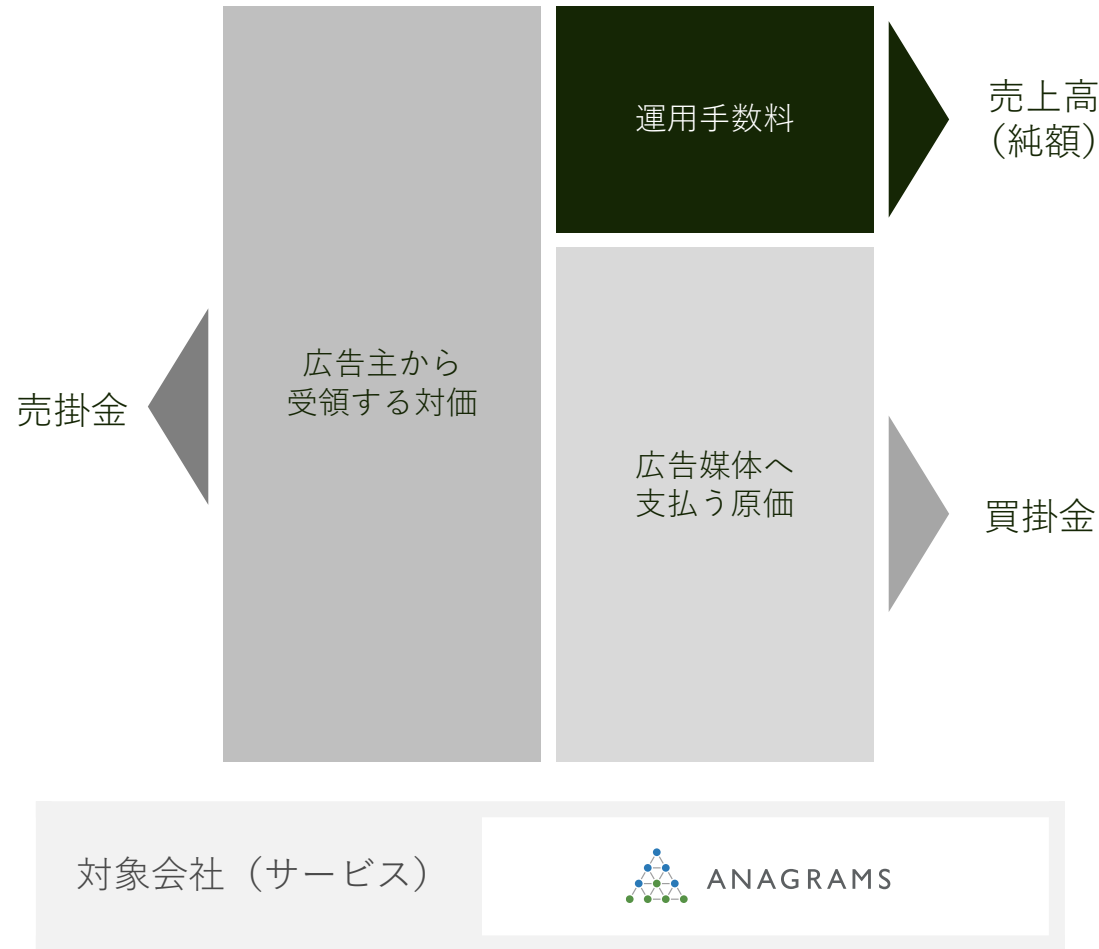 運用手数料
売上高
（純額）
広告主から
受領する対価
売掛金
広告媒体へ
支払う原価
買掛金
対象会社（サービス）
ANAGRAMS